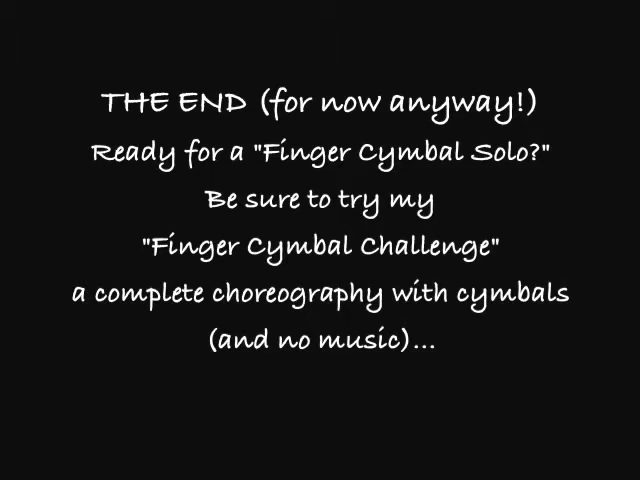 THE END (for now anyway!)
Ready for a "Finger Cymbal Solo?"
Be sure to try my
"Finger Cymbal Challenge"
a complete choreography with cymbals
(and no music)...